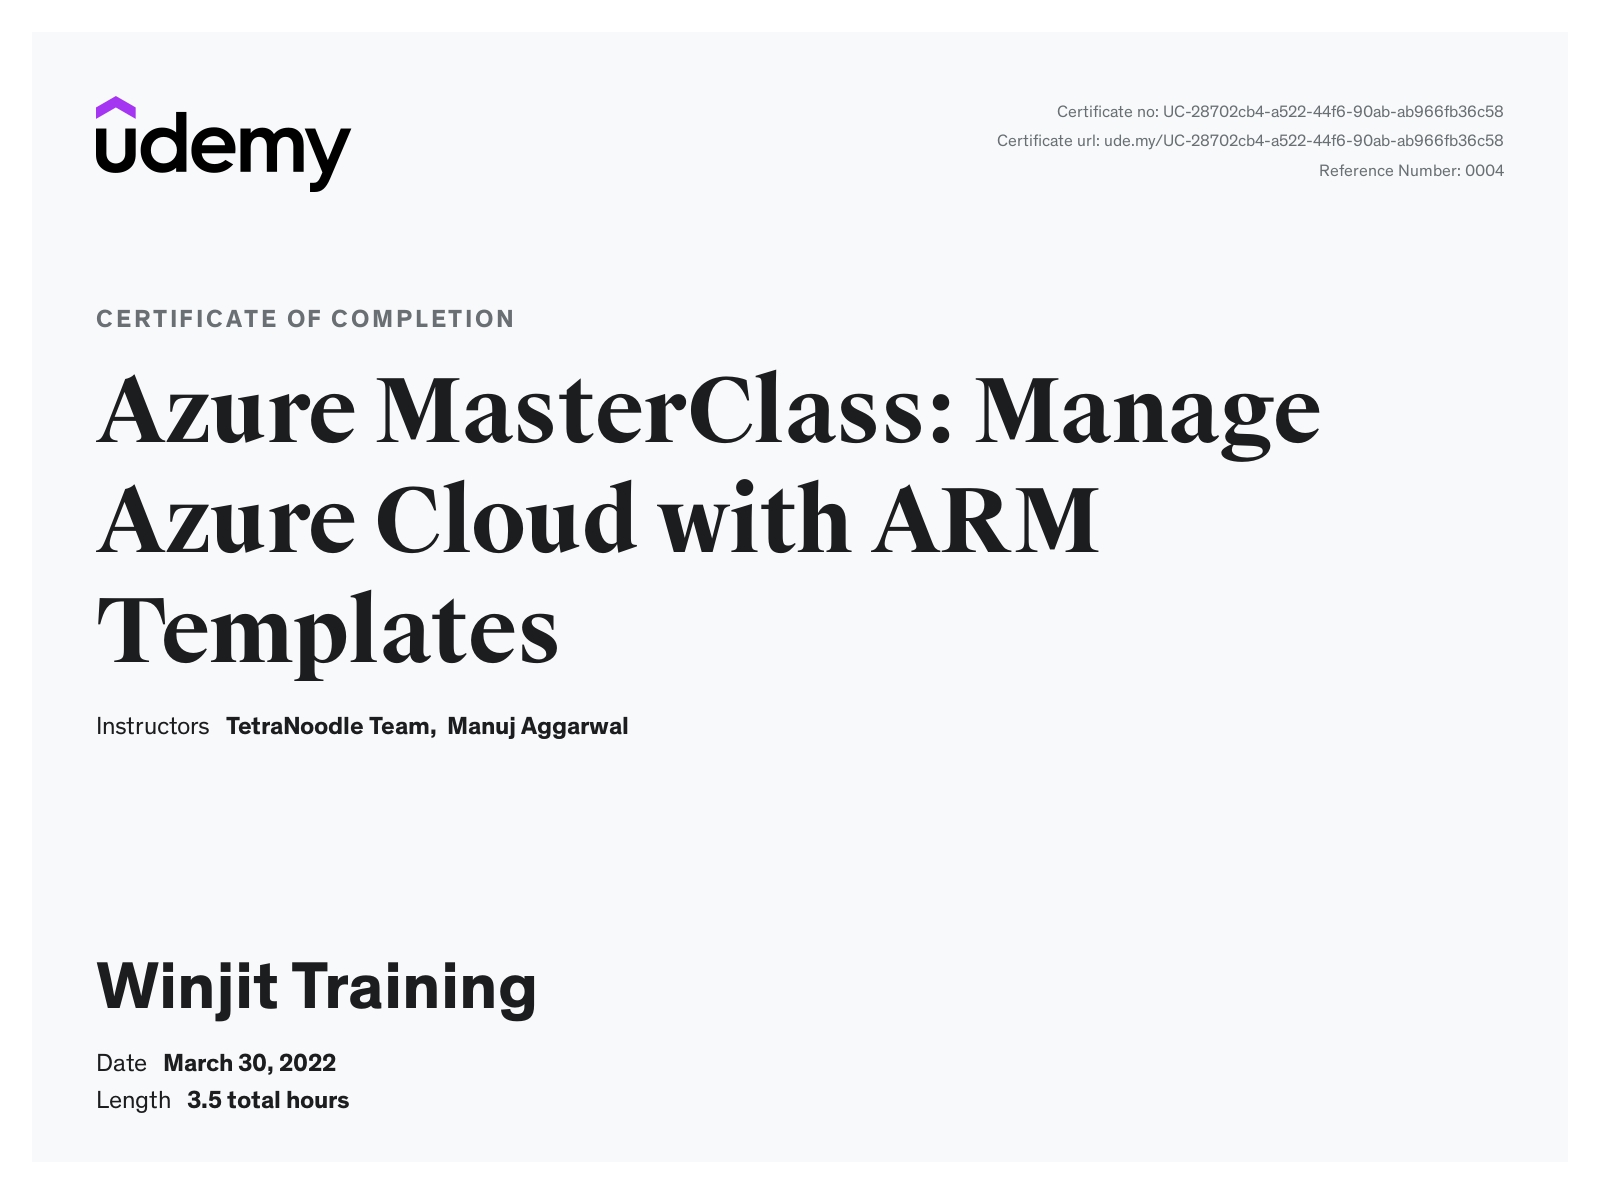 udemy
Certificate no: UC-28702cb4-a522-44f6-90ab-ab966fb36c58
Certificate url: ude.my/UC-28702cb4-a522-44f6-90ab-ab966fb36c58
Reference Number: 0004
CERTIFICATE OF COMPLETION
Azure MasterClass: Manage
Azure Cloud with ARM
Templates
Instructors TetraNoodle Team, Manuj Aggarwal
Winjit Training
Date March 30, 2022
Length 3.5 total hours